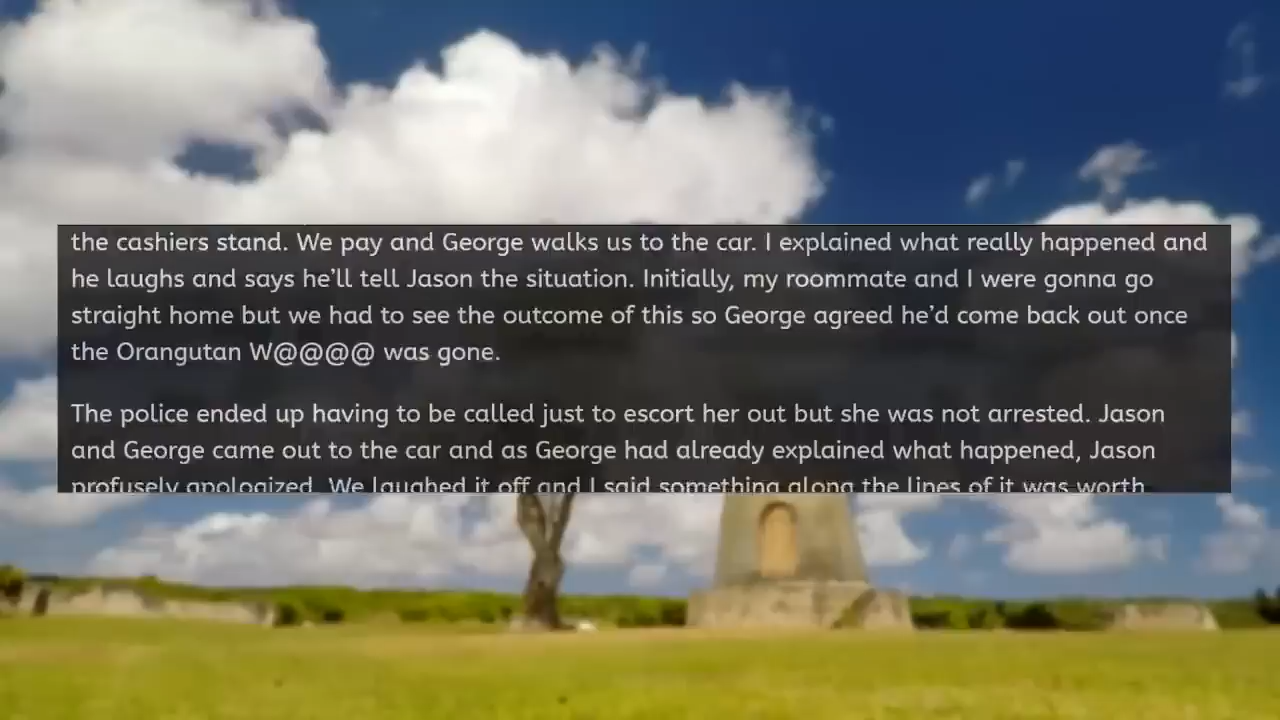 the cashiers stand. We pay and George walks us to the car. I explained what really happened and
he laughs and says he’ll tell Jason the situation. Initially, my roommate and I were gonna go
straight home but we had to see the outcome of this so George agreed he’d come back out once
the Orangutan W@@@@ was gone.
The police ended up having to be called just to escort her out but she was not arrested. Jason
and George came out to the car and as George had already explained what happened, Jason
profusely apologized. We laughed it off and I said something along the lines of it was worth